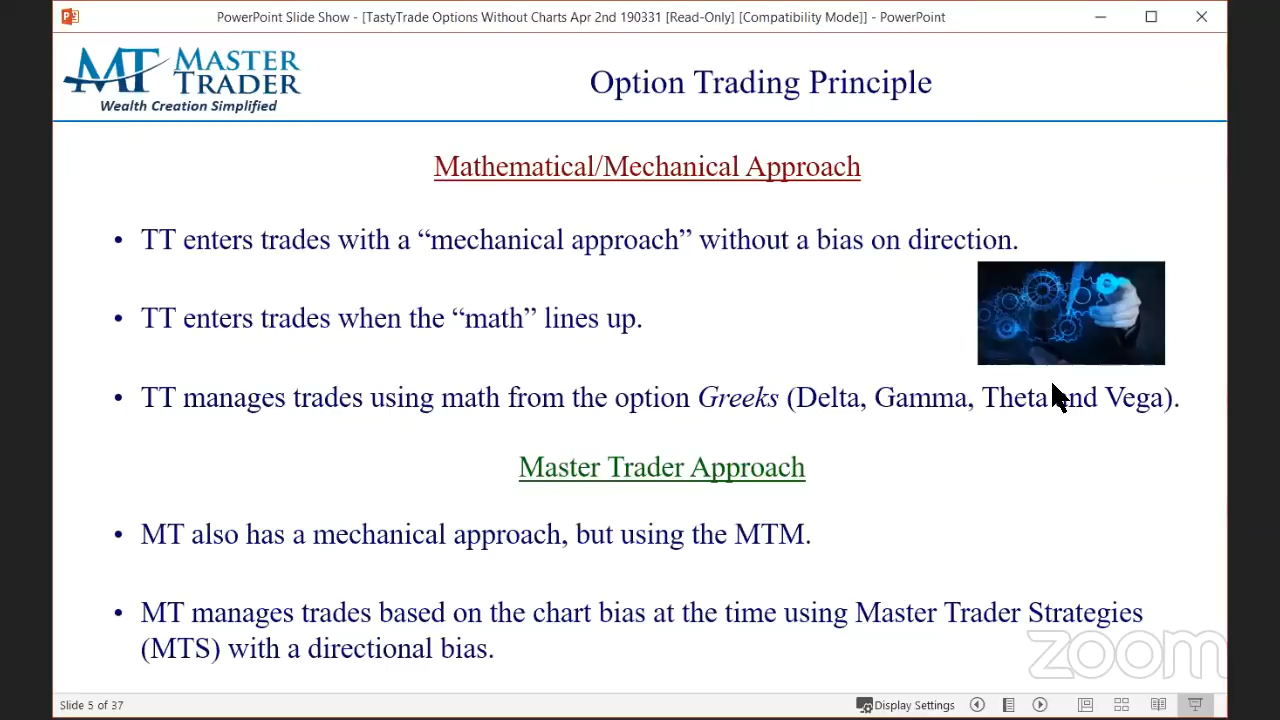 PowerPoint Slide Show - [TastyTrade Options Without Charts Apr 2nd 190331 [Read-Only] [Compatibility Mode]] - PowerPoint
MT MASTER TRADER
Wealth Creation Simplified
Option Trading Principle
Mathematical/Mechanical Approach
• TT enters trades with a “mechanical approach” without a bias on direction.
• TT enters trades when the “math” lines up.
• TT manages trades using math from the option Greeks (Delta, Gamma, Theta and Vega).
Master Trader Approach
• MT also has a mechanical approach, but using the MTM.
• MT manages trades based on the chart bias at the time using Master Trader Strategies
(MTS) with a directional bias.
zoom
Slide 5 of 37
Display Settings